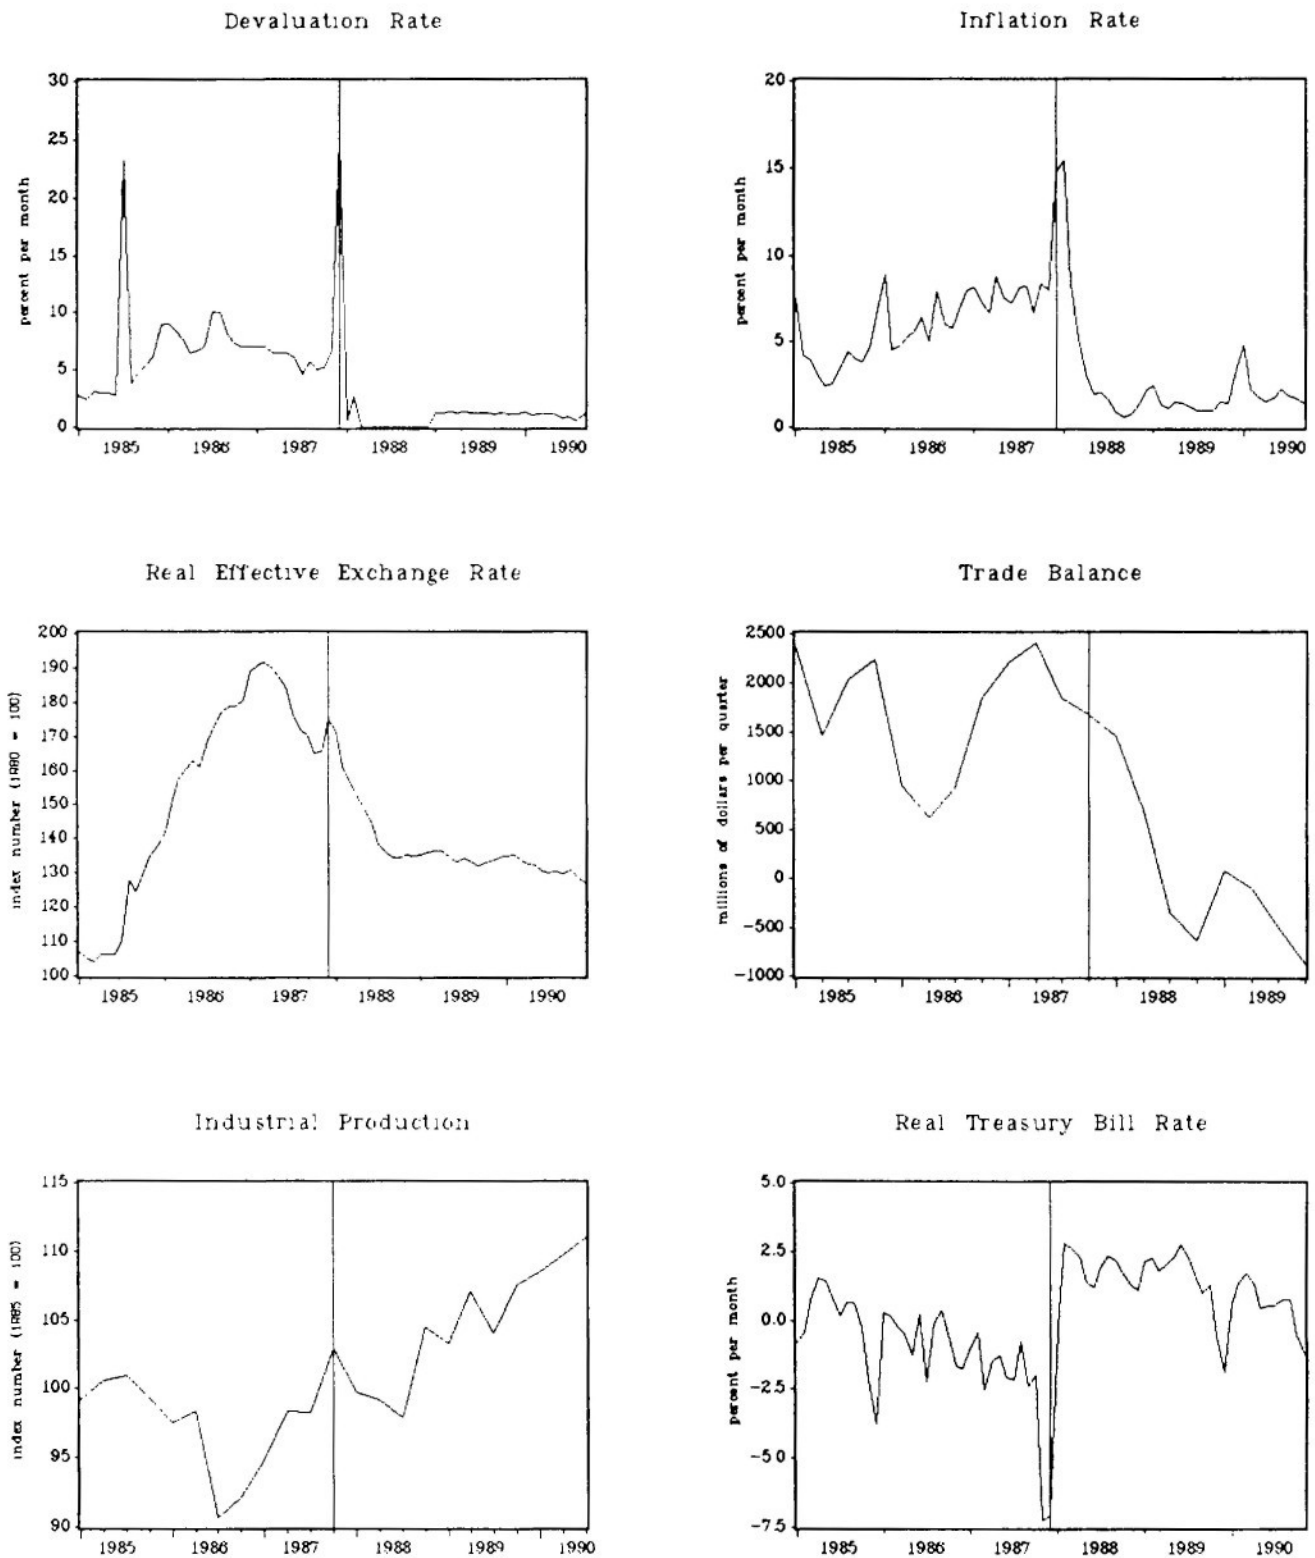 Devaluation Rate
30
25
20
15
10
5
0
percent per month
1985 1986 1987 1988 1989 1990
Inflation Rate
20
15
10
5
0
percent per month
1985 1986 1987 1988 1989 1990
Real Effective Exchange Rate
200
190
180
170
160
150
140
130
120
110
100
index number (1980 = 100)
1985 1986 1987 1988 1989 1990
Trade Balance
2500
2000
1500
1000
500
0
-500
-1000
millions of dollars per quarter
1985 1986 1987 1988 1989
Industrial Production
115
110
105
100
95
90
index number (1985 = 100)
1985 1986 1987 1988 1989 1990
Real Treasury Bill Rate
5.0
2.5
0.0
-2.5
-5.0
-7.5
percent per month
1985 1986 1987 1988 1989 1990